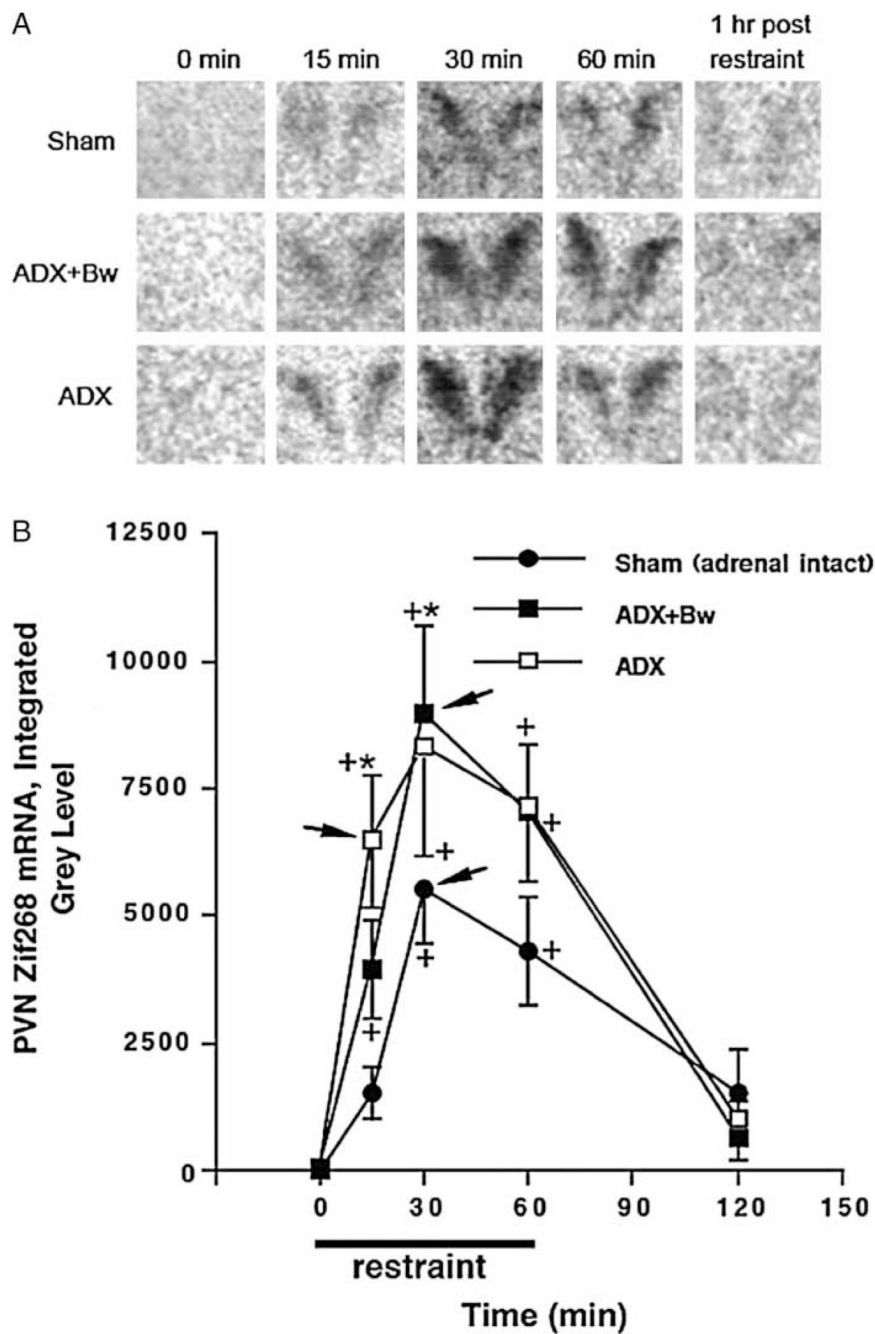 A
0 min 15 min 30 min 60 min 1 hr post
restraint
Sham
ADX+Bw
ADX
B
12500
10000
7500
5000
2500
0
PVN Zif268 mRNA, Integrated
Grey Level
Sham (adrenal intact)
ADX+Bw
ADX
+*
+*
+
+
+
+
+
+
0 30 60 90 120 150
restraint
Time (min)